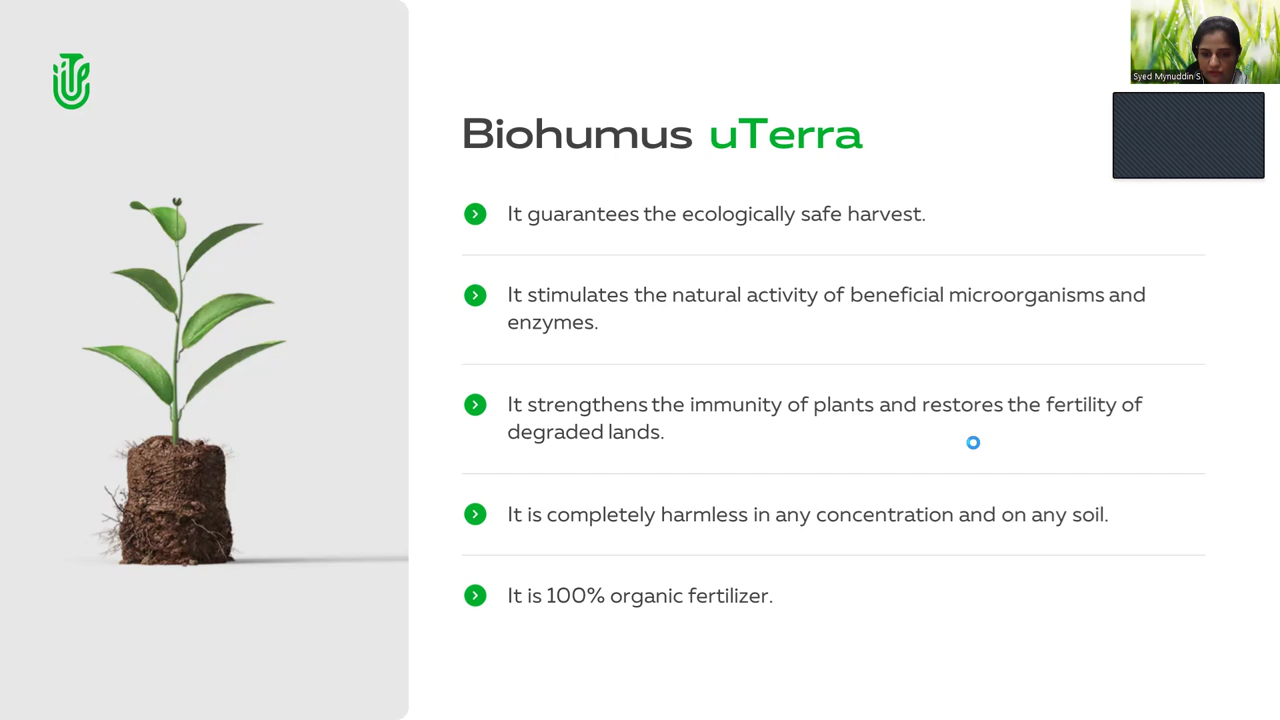 Syed Mynuddin S
Biohumus uTerra
It guarantees the ecologically safe harvest.
It stimulates the natural activity of beneficial microorganisms and
enzymes.
It strengthens the immunity of plants and restores the fertility of
degraded lands.
It is completely harmless in any concentration and on any soil.
It is 100% organic fertilizer.